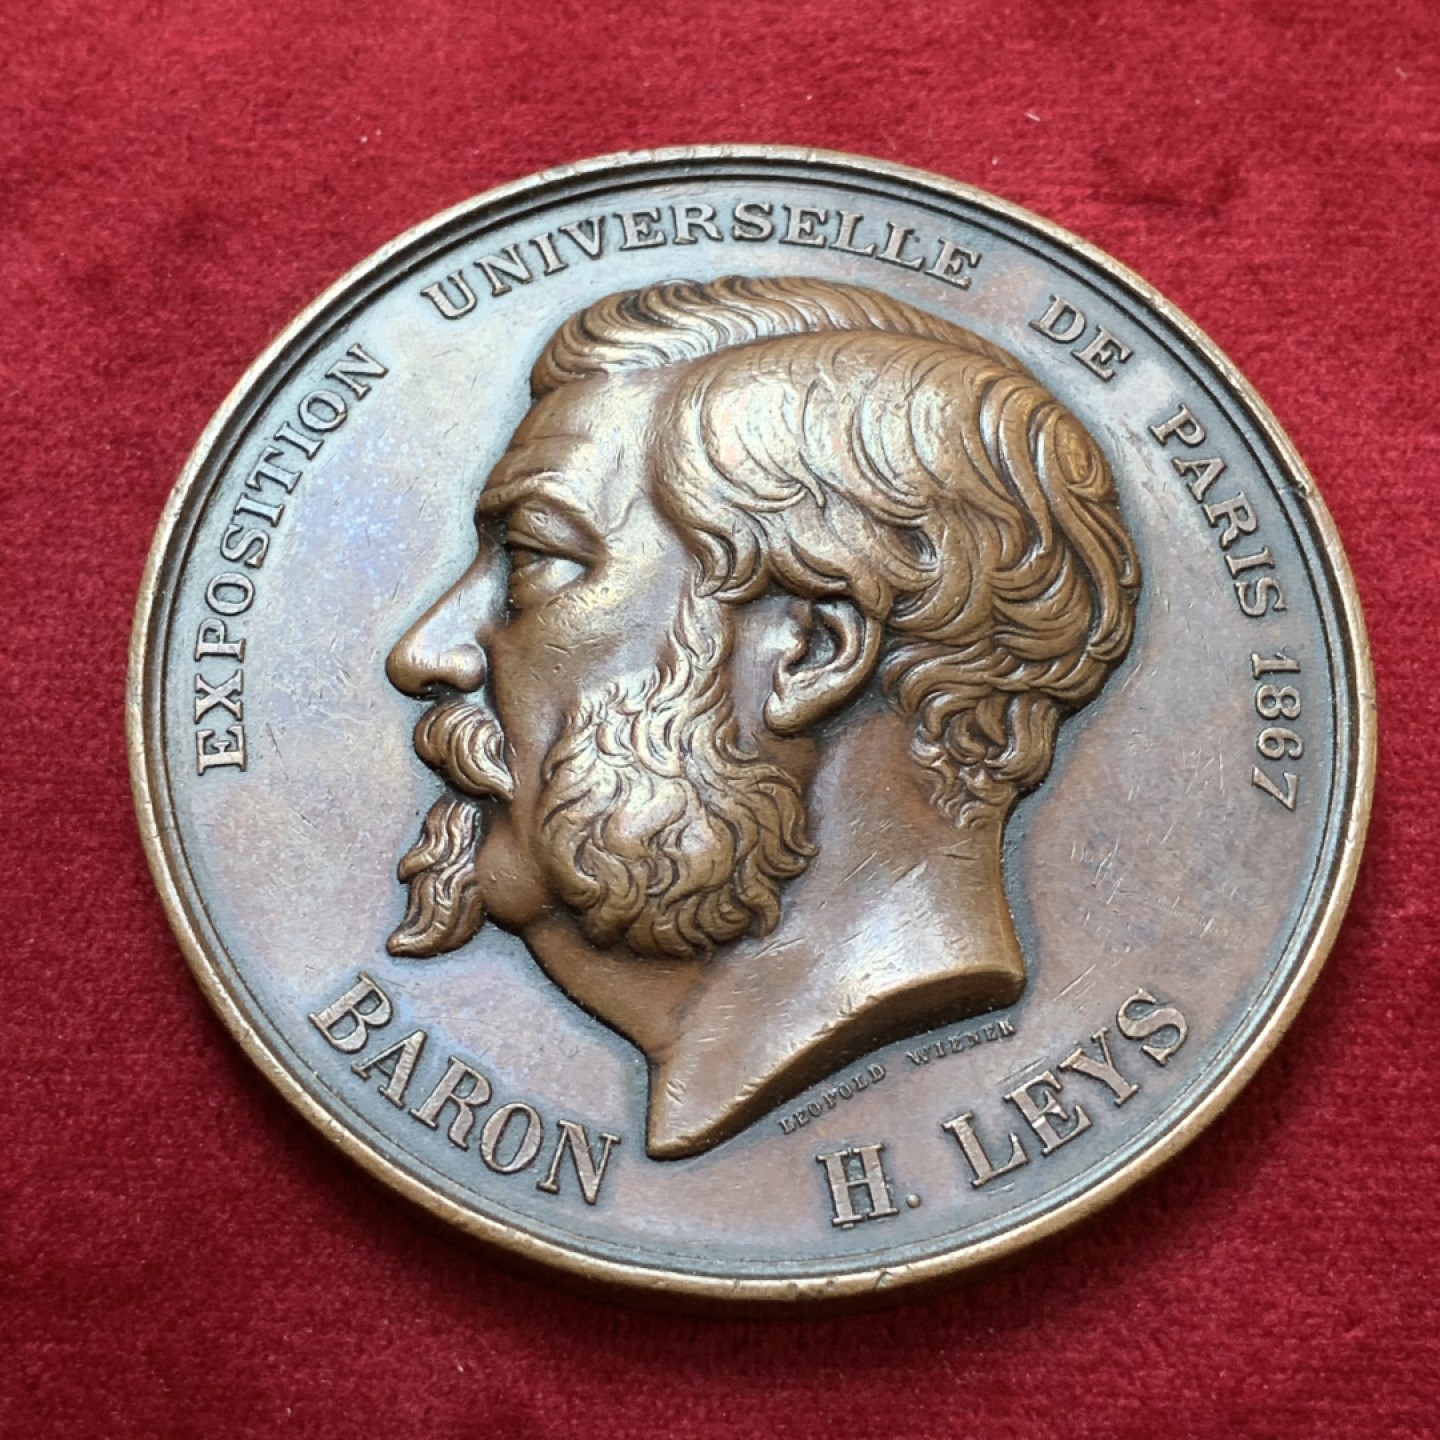 EXPOSITION UNIVERSELLE DE PARIS 1867
LEOPOLD WIENER
BARON H. LEYS